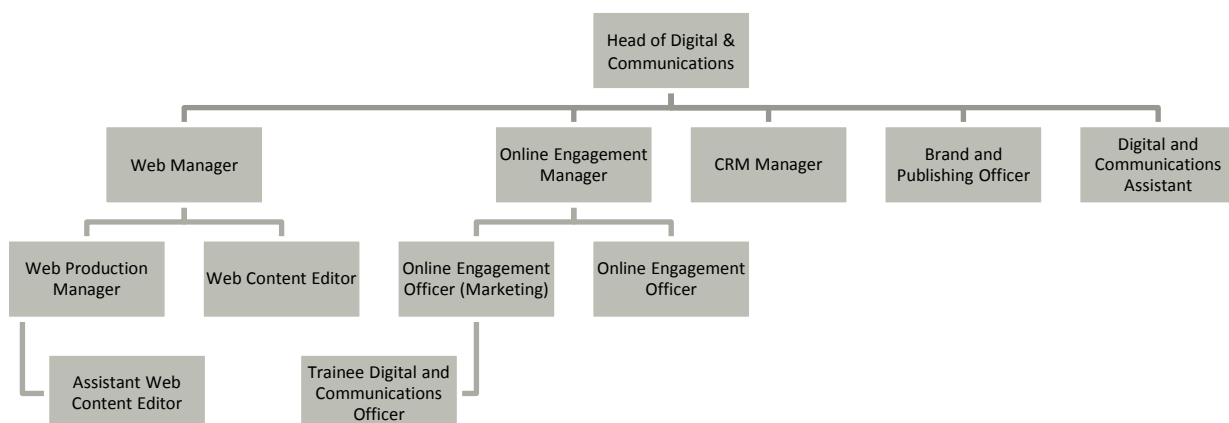 Head of Digital &
Communications
Web Manager
Online Engagement
Manager
CRM Manager
Brand and
Publishing Officer
Digital and
Communications
Assistant
Web Production
Manager
Web Content Editor
Online Engagement
Officer (Marketing)
Online Engagement
Officer
Assistant Web
Content Editor
Trainee Digital and
Communications
Officer